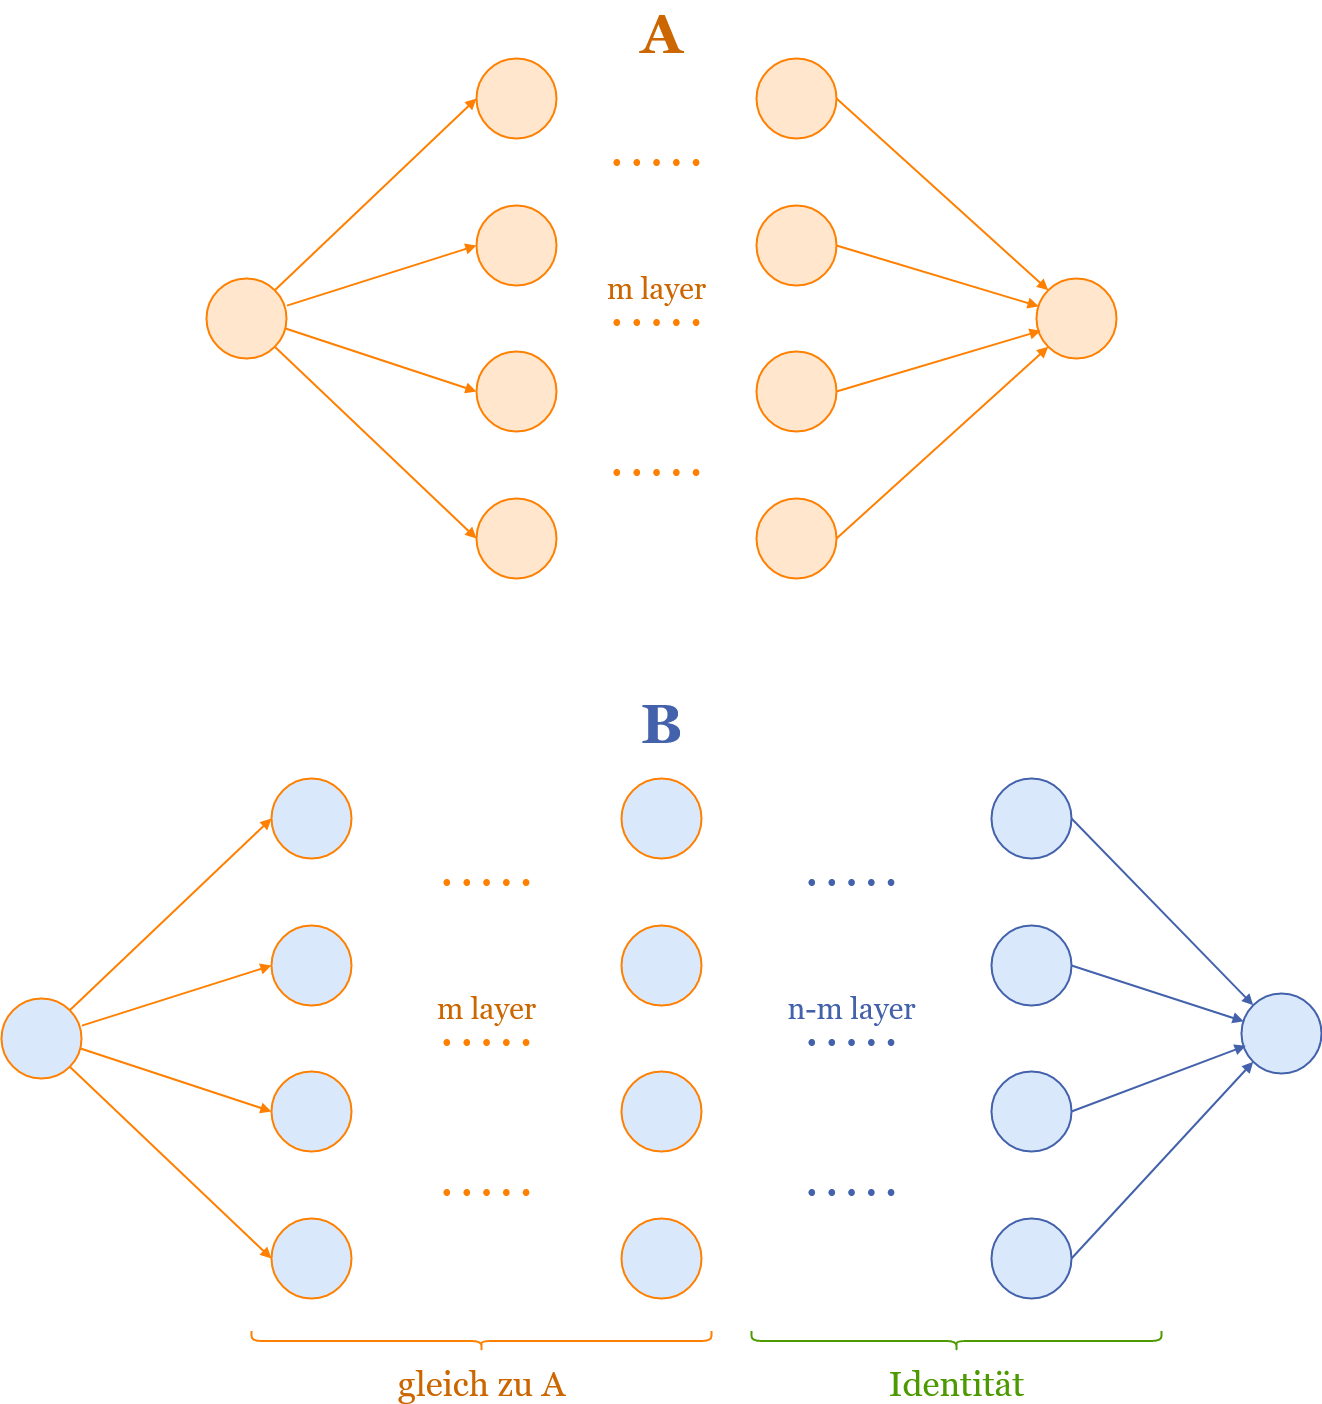 A
m layer
B
m layer
n-m layer
gleich zu A
Identität